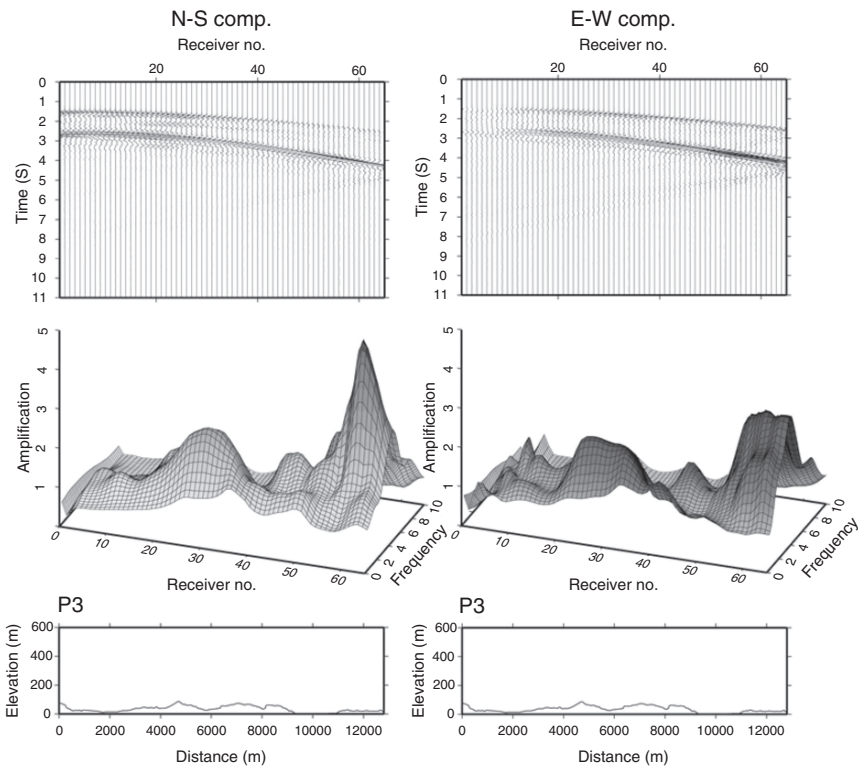 N-S comp.
E-W comp.
Receiver no.
Receiver no.
20 40 60
20 40 60
Time (S)
0
1
2
3
4
5
6
7
8
9
10
11
Time (S)
0
1
2
3
4
5
6
7
8
9
10
11
Amplification
5
4
3
2
1
0 10 20 30 40 50 60
Receiver no.
0 2 4 6 8 10
Frequency
Amplification
5
4
3
2
1
0 10 20 30 40 50 60
Receiver no.
0 2 4 6 8 10
Frequency
P3
P3
Elevation (m)
600
400
200
0
0 2000 4000 6000 8000 10000 12000
Distance (m)
Elevation (m)
600
400
200
0
0 2000 4000 6000 8000 10000 12000
Distance (m)